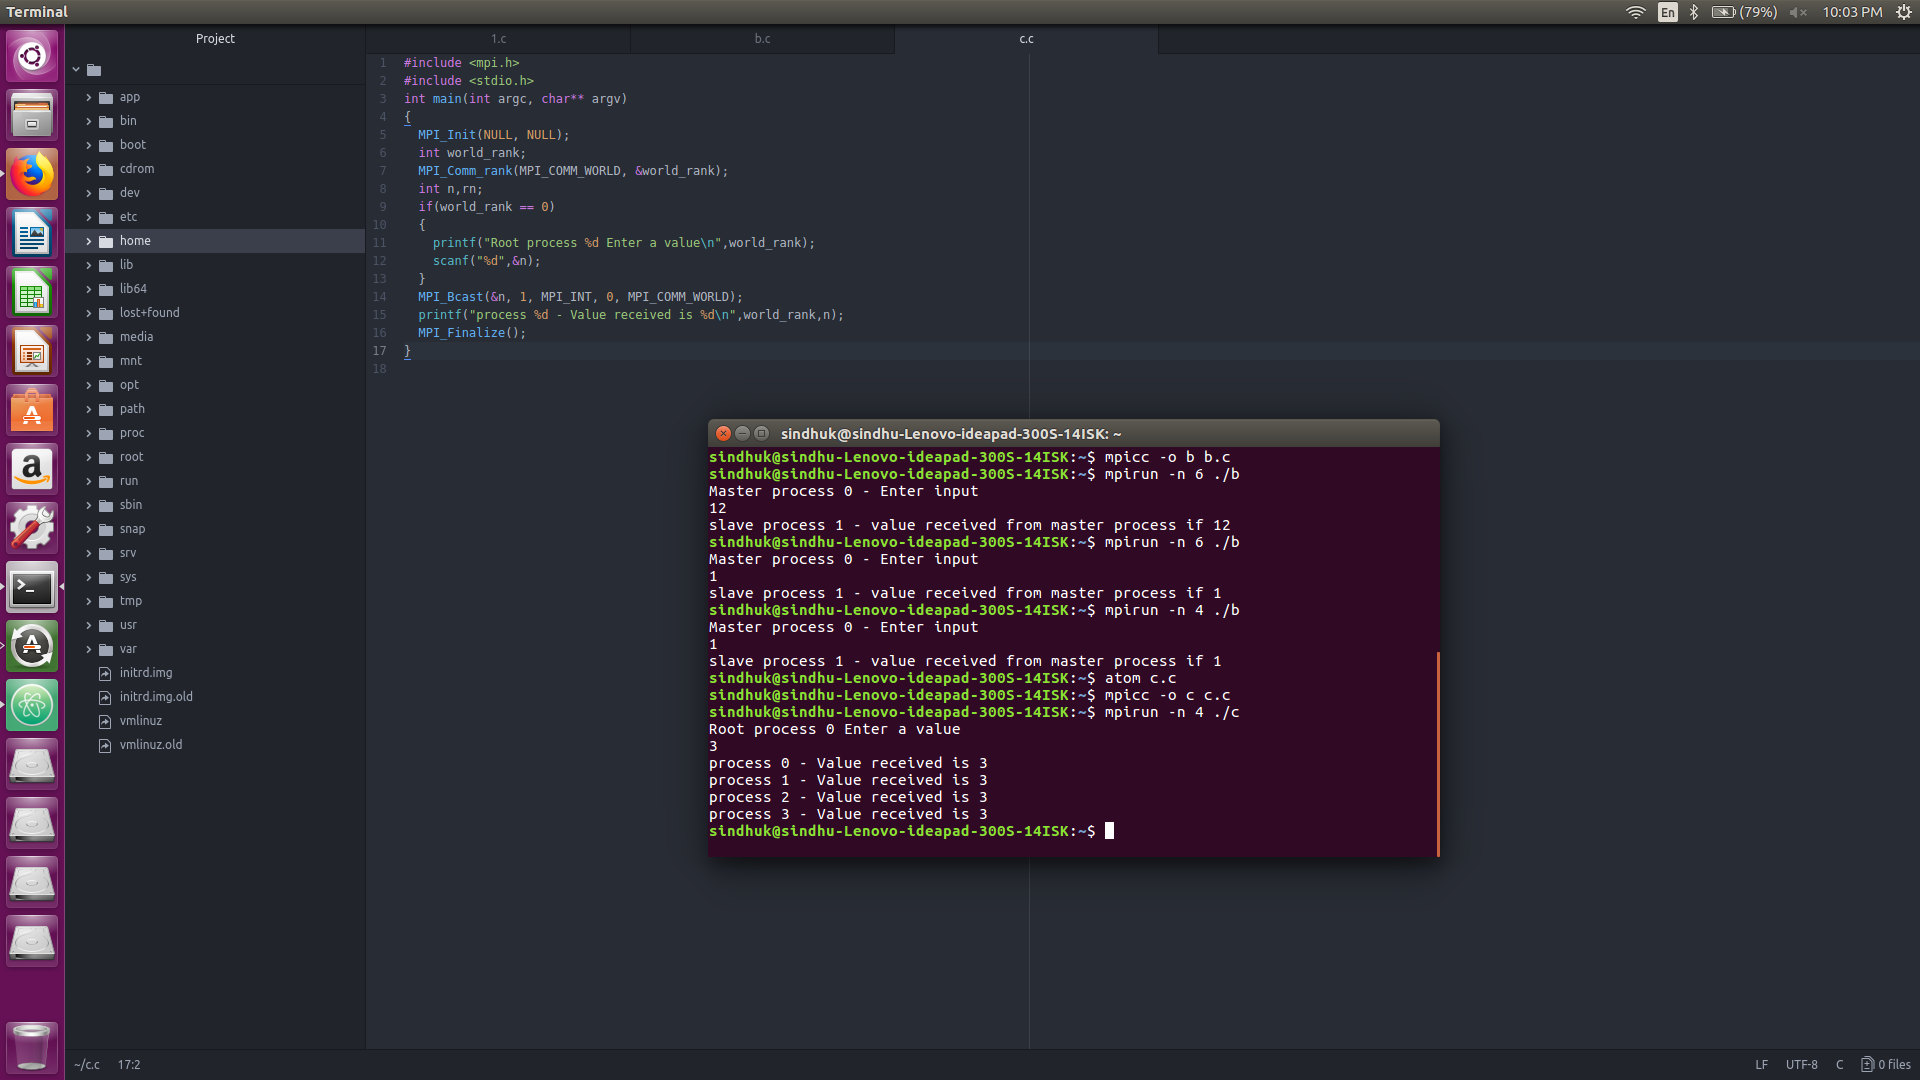 Terminal
En
(79%)
10:03 PM
Project
1.c
b.c
c.c
app
bin
boot
cdrom
dev
etc
home
lib
lib64
lost+found
media
mnt
opt
path
proc
root
run
sbin
snap
srv
sys
tmp
usr
var
initrd.img
initrd.img.old
vmlinuz
vmlinuz.old
1 #include <mpi.h>
2 #include <stdio.h>
3 int main(int argc, char** argv)
4 {
5 MPI_Init(NULL, NULL);
6 int world_rank;
7 MPI_Comm_rank(MPI_COMM_WORLD, &world_rank);
8 int n,rn;
9 if(world_rank == 0)
10 {
11 printf("Root process %d Enter a value\n",world_rank);
12 scanf("%d",&n);
13 }
14 MPI_Bcast(&n, 1, MPI_INT, 0, MPI_COMM_WORLD);
15 printf("process %d - Value received is %d\n",world_rank,n);
16 MPI_Finalize();
17 }
18
sindhuk@sindhu-Lenovo-ideapad-300S-14ISK: ~
sindhuk@sindhu-Lenovo-ideapad-300S-14ISK:~$ mpicc -o b b.c
sindhuk@sindhu-Lenovo-ideapad-300S-14ISK:~$ mpirun -n 6 ./b
Master process 0 - Enter input
12
slave process 1 - value received from master process if 12
sindhuk@sindhu-Lenovo-ideapad-300S-14ISK:~$ mpirun -n 6 ./b
Master process 0 - Enter input
1
slave process 1 - value received from master process if 1
sindhuk@sindhu-Lenovo-ideapad-300S-14ISK:~$ mpirun -n 4 ./b
Master process 0 - Enter input
1
slave process 1 - value received from master process if 1
sindhuk@sindhu-Lenovo-ideapad-300S-14ISK:~$ atom c.c
sindhuk@sindhu-Lenovo-ideapad-300S-14ISK:~$ mpicc -o c c.c
sindhuk@sindhu-Lenovo-ideapad-300S-14ISK:~$ mpirun -n 4 ./c
Root process 0 Enter a value
3
process 0 - Value received is 3
process 1 - Value received is 3
process 2 - Value received is 3
process 3 - Value received is 3
sindhuk@sindhu-Lenovo-ideapad-300S-14ISK:~$
~/c.c
17:2
LF
UTF-8
C
0 files